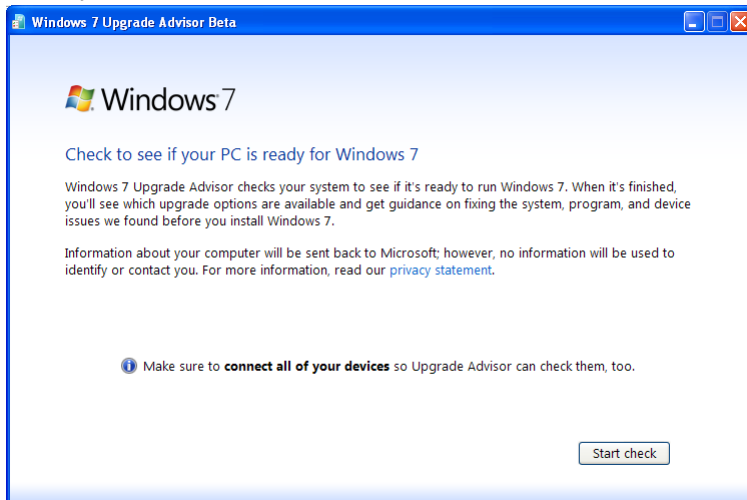 Windows 7 Upgrade Advisor Beta
Windows 7
Check to see if your PC is ready for Windows 7
Windows 7 Upgrade Advisor checks your system to see if it's ready to run Windows 7. When it's finished,
you'll see which upgrade options are available and get guidance on fixing the system, program, and device
issues we found before you install Windows 7.
Information about your computer will be sent back to Microsoft; however, no information will be used to
identify or contact you. For more information, read our privacy statement.
Make sure to connect all of your devices so Upgrade Advisor can check them, too.
Start check